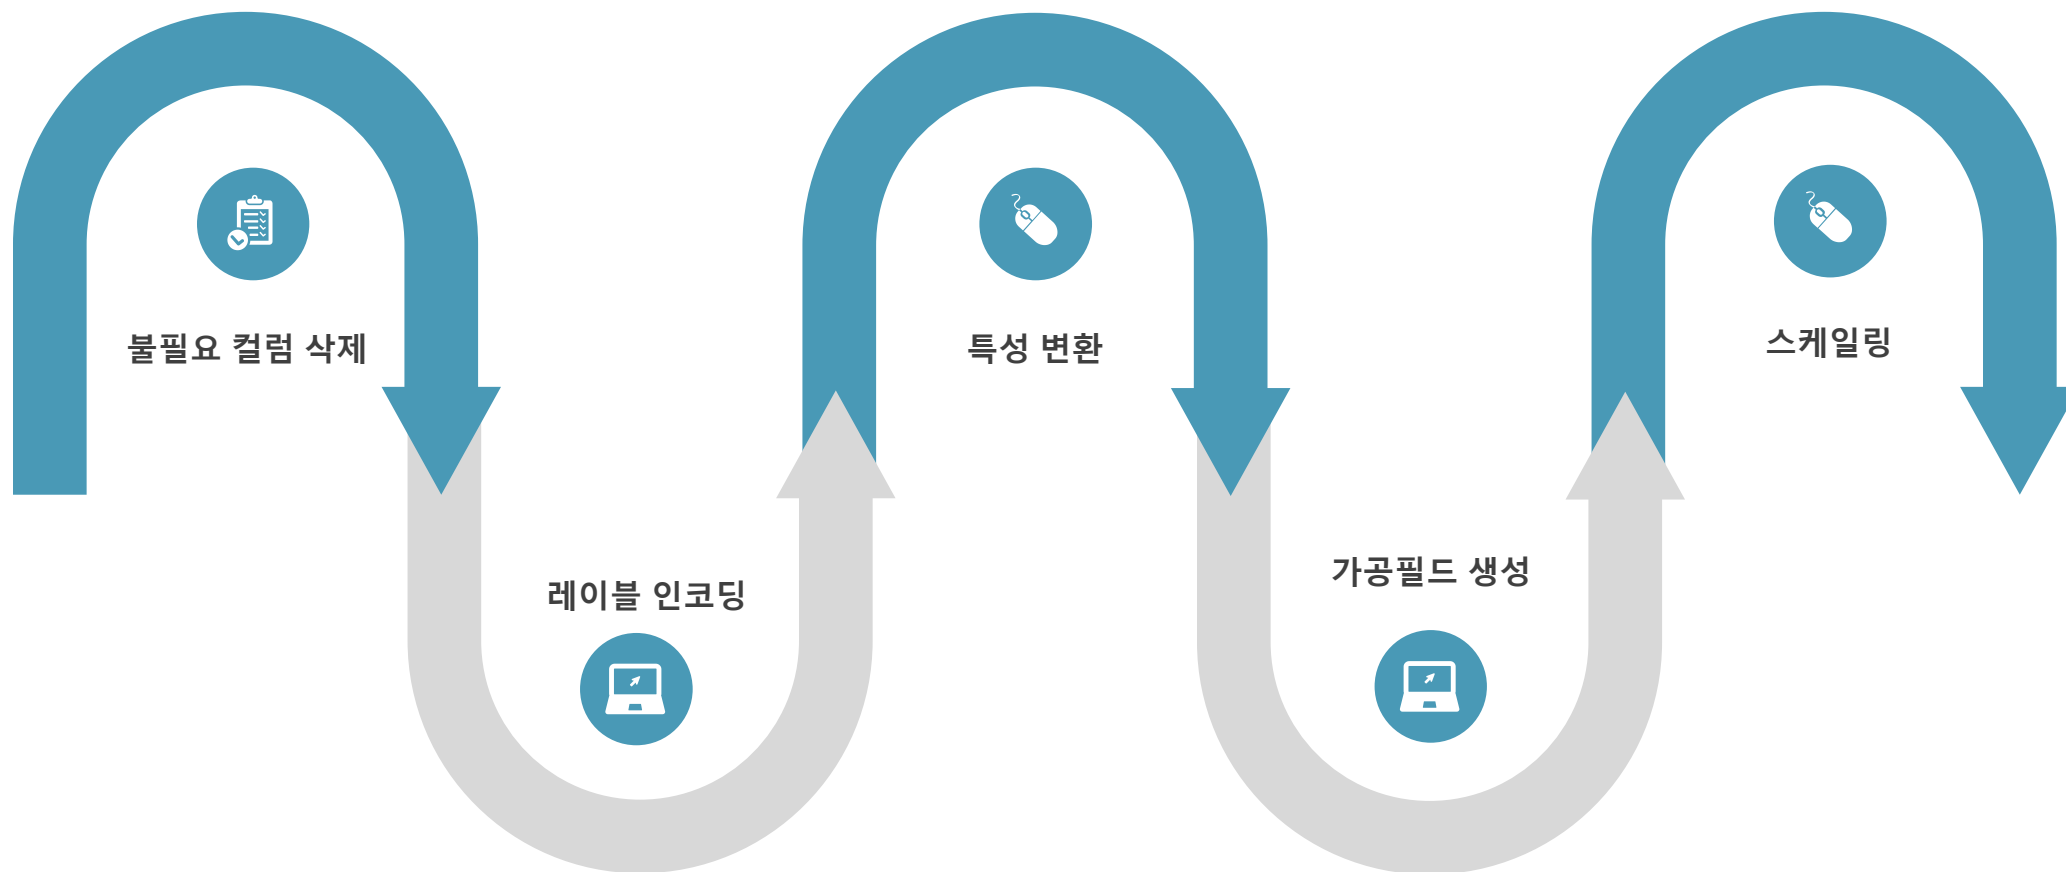 불필요 컬럼 삭제
레이블 인코딩
특성 변환
가공필드 생성
스케일링